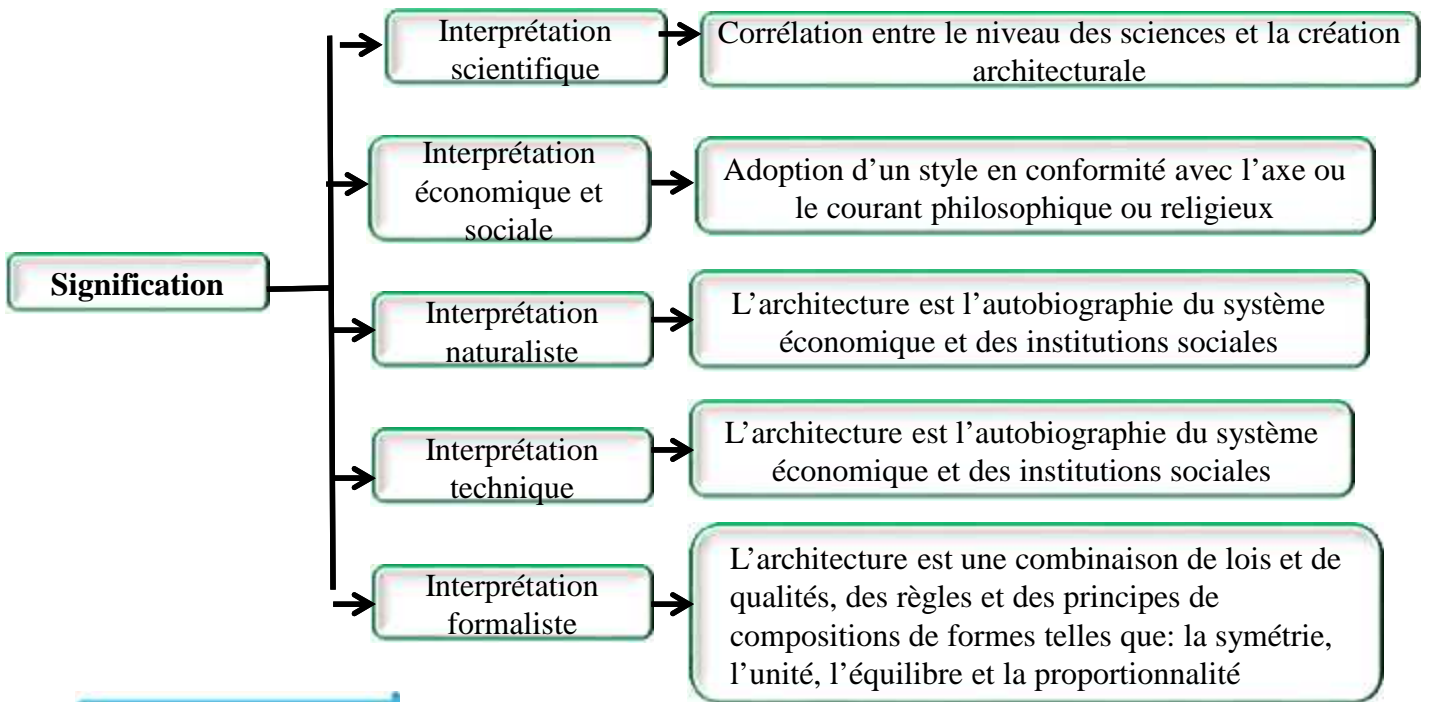 Interprétation
scientifique
Corrélation entre le niveau des sciences et la création
architecturale
Interprétation
économique et
sociale
Adoption d’un style en conformité avec l’axe ou
le courant philosophique ou religieux
Signification
Interprétation
naturaliste
L’architecture est l’autobiographie du système
économique et des institutions sociales
Interprétation
technique
L’architecture est l’autobiographie du système
économique et des institutions sociales
Interprétation
formaliste
L’architecture est une combinaison de lois et de
qualités, des règles et des principes de
compositions de formes telles que: la symétrie,
l’unité, l’équilibre et la proportionnalité